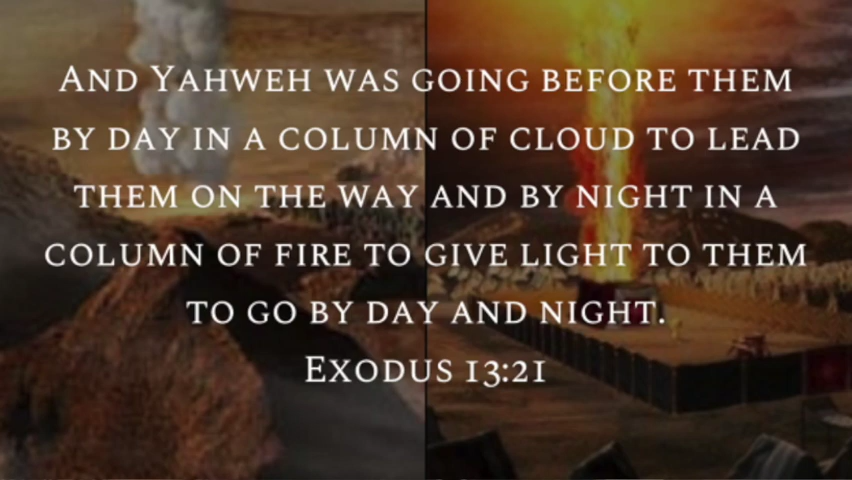 And Yahweh was going before them
by day in a column of cloud to lead
them on the way and by night in a
column of fire to give light to them
to go by day and night.
Exodus 13:21